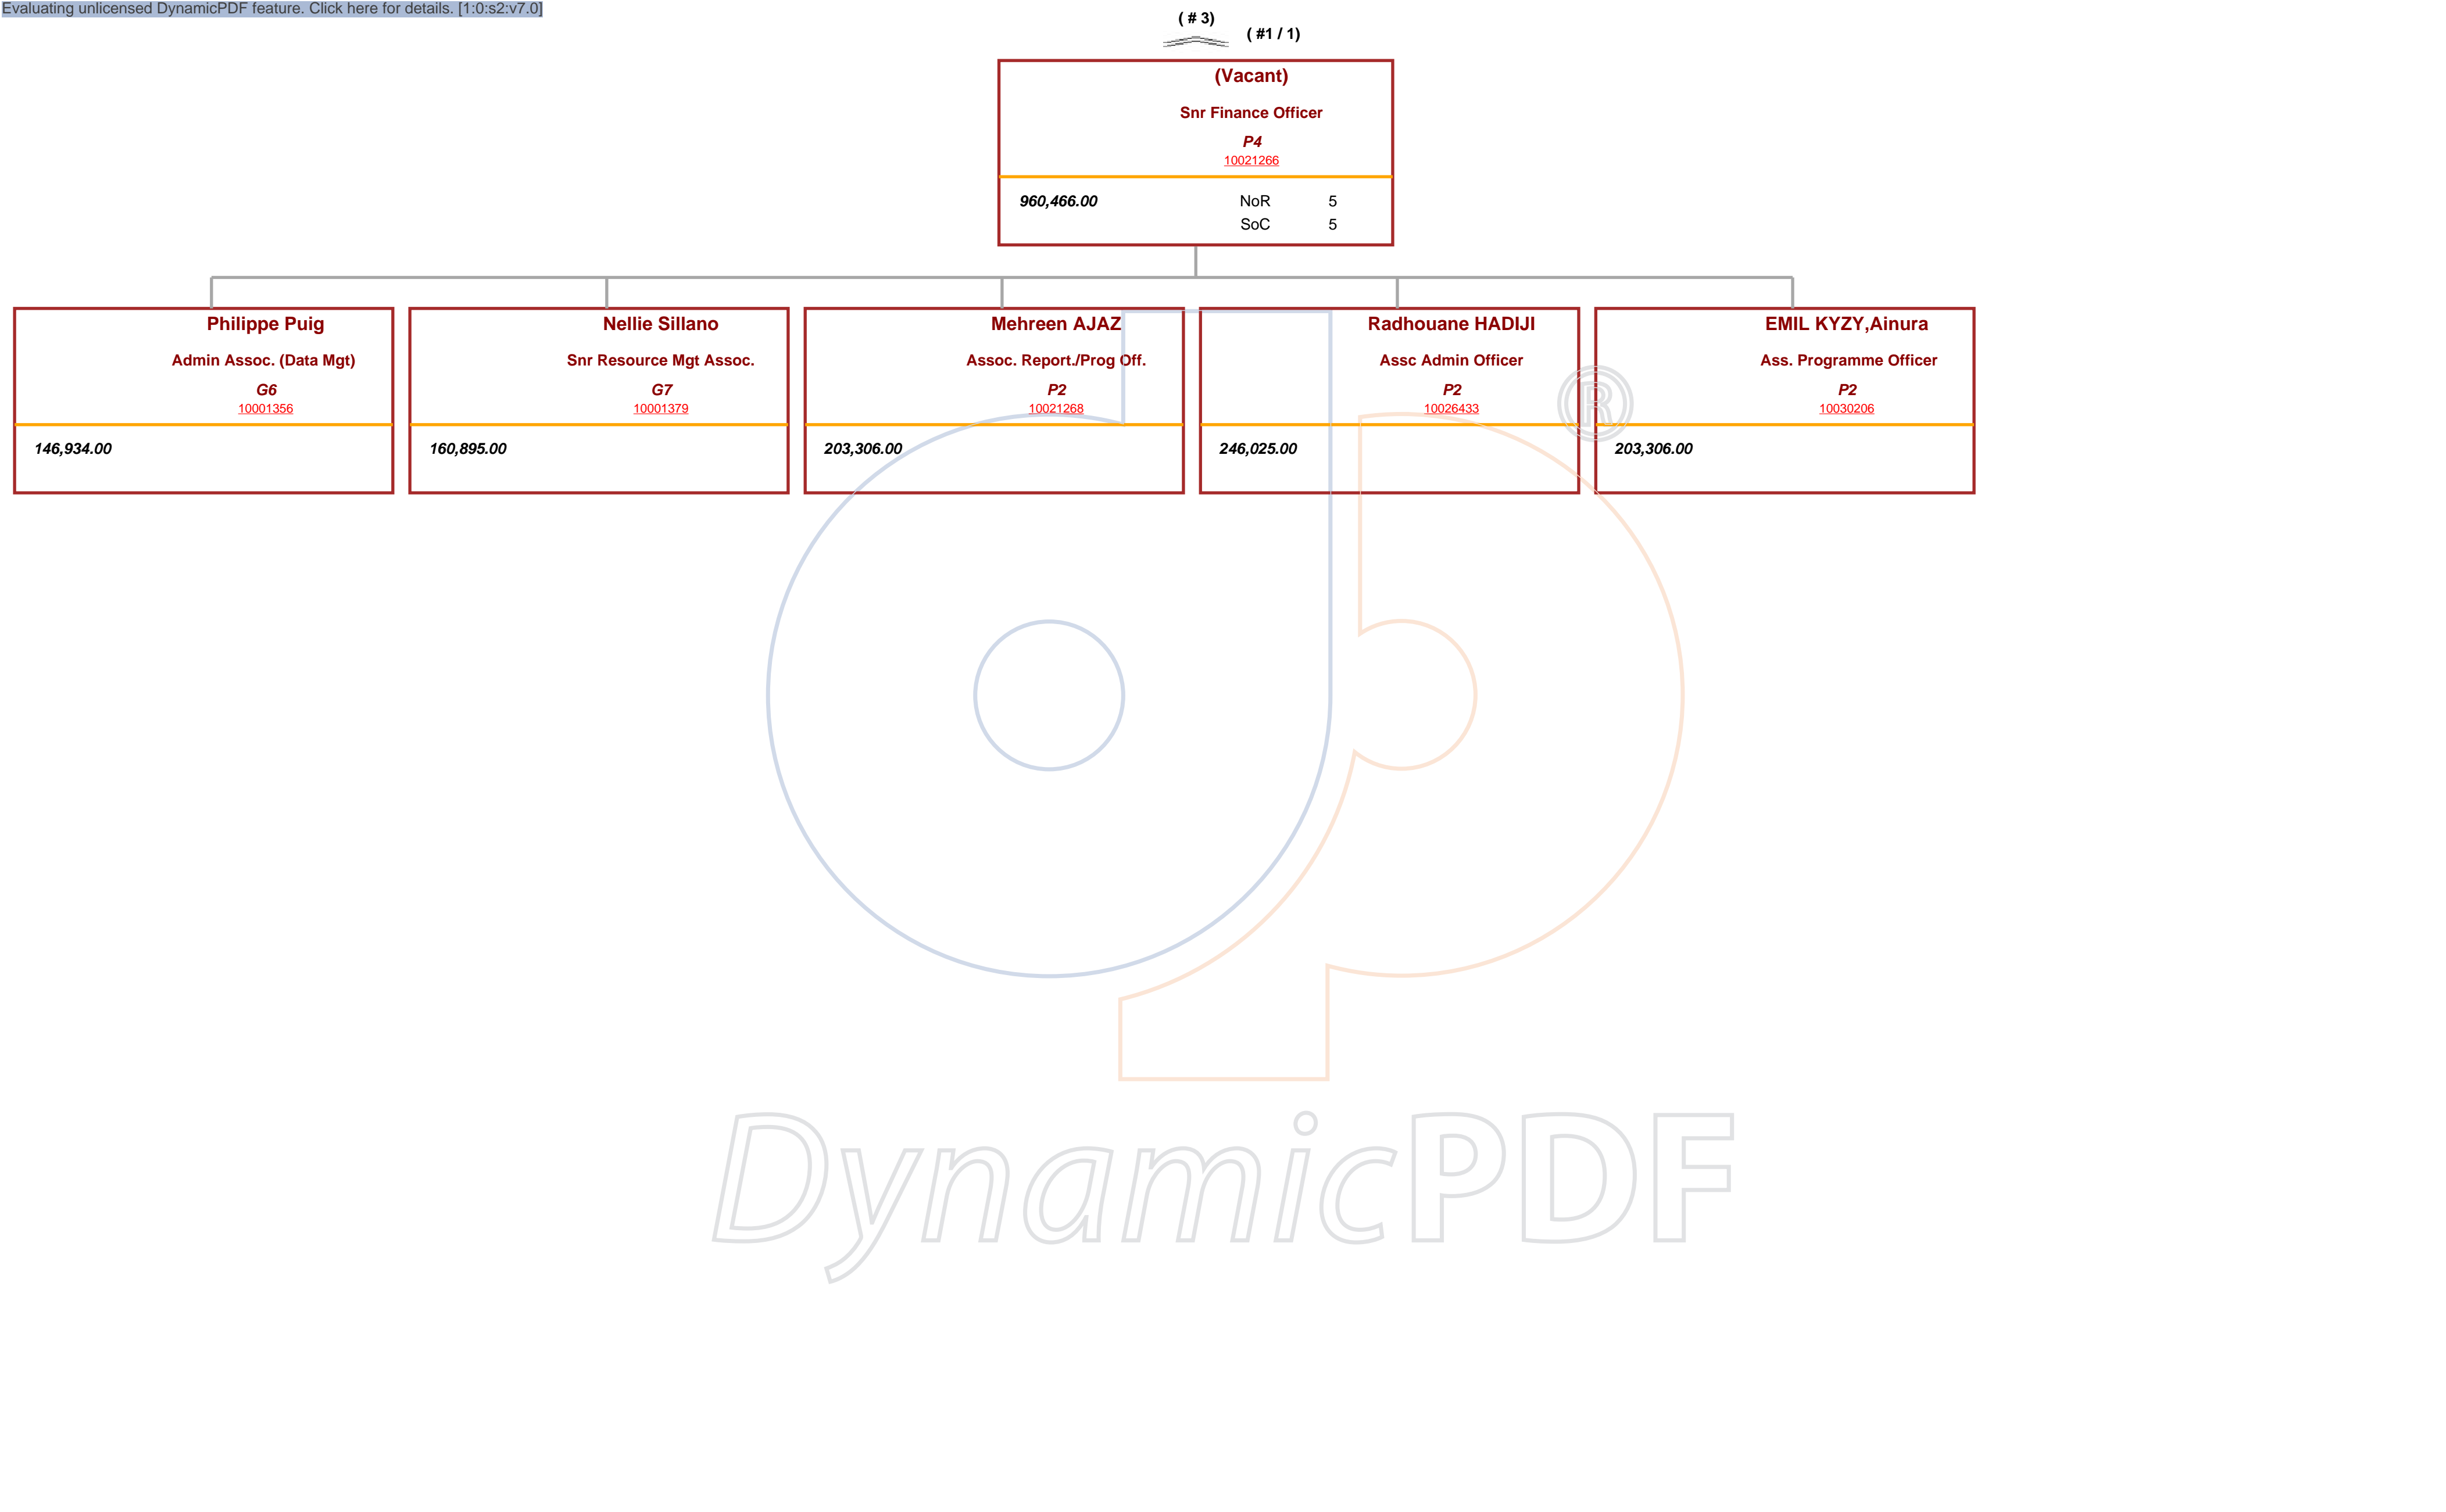 Evaluating unlicensed DynamicPDF feature. Click here for details. [1:0:s2:v7.0]
( # 3)
( #1 / 1)
(Vacant)
Snr Finance Officer
P4
10021266
960,466.00 NoR 5
SoC 5
Philippe Puig
Admin Assoc. (Data Mgt)
G6
10001356
146,934.00
Nellie Sillano
Snr Resource Mgt Assoc.
G7
10001379
160,895.00
Mehreen AJAZ
Assoc. Report./Prog Off.
P2
10021268
203,306.00
Radhouane HADIJI
Assc Admin Officer
P2
10026433
246,025.00
EMIL KYZY,Ainura
Ass. Programme Officer
P2
10030206
203,306.00
®
DynamicPDF